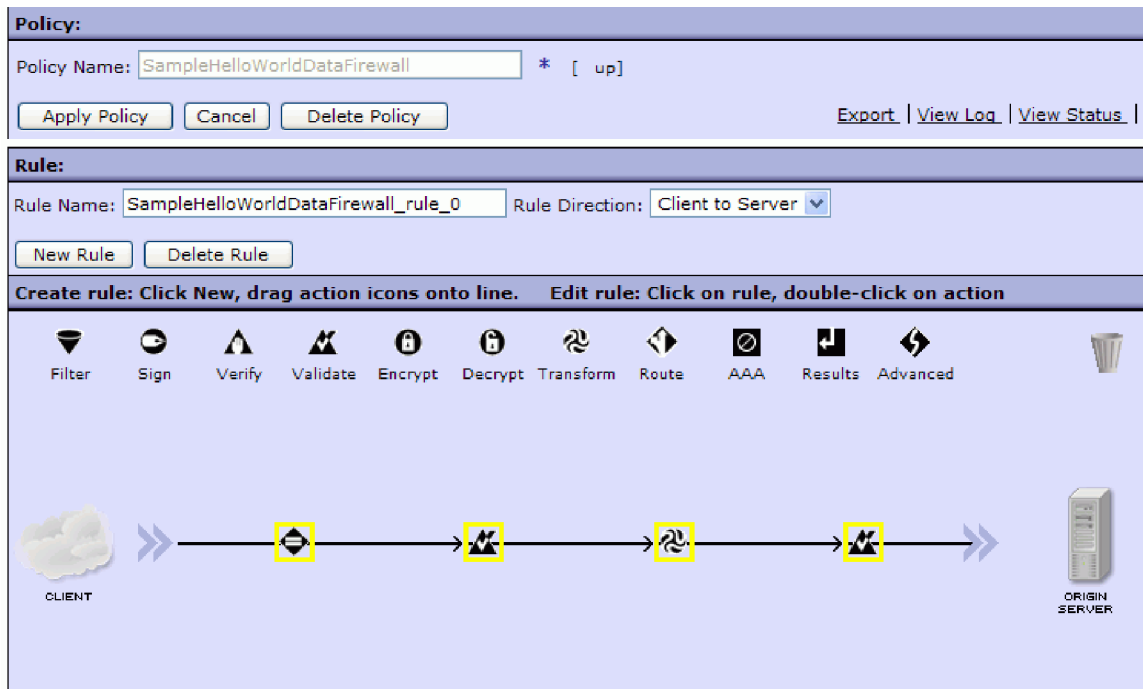 Policy:
Policy Name: SampleHelloWorldDataFirewall * [ up]
Apply Policy Cancel Delete Policy Export | View Log | View Status |
Rule:
Rule Name: SampleHelloWorldDataFirewall_rule_0 Rule Direction: Client to Server
New Rule Delete Rule
Create rule: Click New, drag action icons onto line. Edit rule: Click on rule, double-click on action
Filter Sign Verify Validate Encrypt Decrypt Transform Route AAA Results Advanced
CLIENT
ORIGIN
SERVER